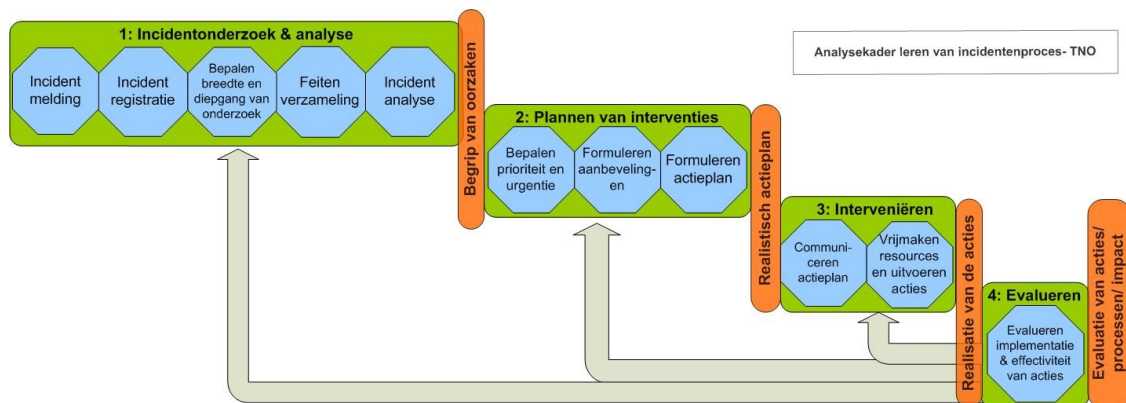 1: Incidentonderzoek & analyse
Incident
melding
Incident
registratie
Bepalen
breedte en
diepgang van
onderzoek
Feiten
verzameling
Incident
analyse
Begrip van oorzaken
Analysekader leren van incidentenproces- TNO
2: Plannen van interventies
Bepalen
prioriteit en
urgentie
Formuleren
aanbeveling-
en
Formuleren
actieplan
Realistisch actieplan
3: Interveniëren
Communi-
ceren
actieplan
Vrijmaken
resources
en uitvoeren
acties
Realisatie van de acties
4: Evalueren
Evalueren
implementatie
& effectiviteit
van acties
Evaluatie van acties/
processen/ impact